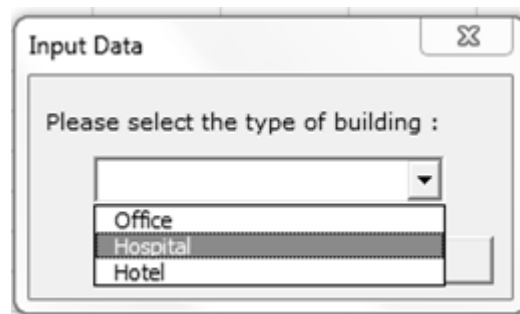 Input Data
Please select the type of building :
Office
Hospital
Hotel